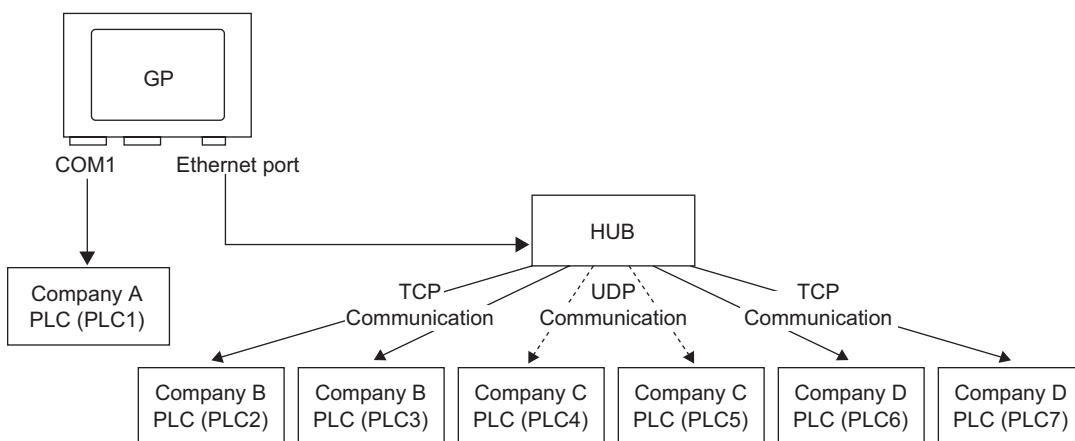 GP
COM1
Ethernet port
HUB
Company A
PLC (PLC1)
TCP
Communication
UDP
Communication
TCP
Communication
Company B
PLC (PLC2)
Company B
PLC (PLC3)
Company C
PLC (PLC4)
Company C
PLC (PLC5)
Company D
PLC (PLC6)
Company D
PLC (PLC7)